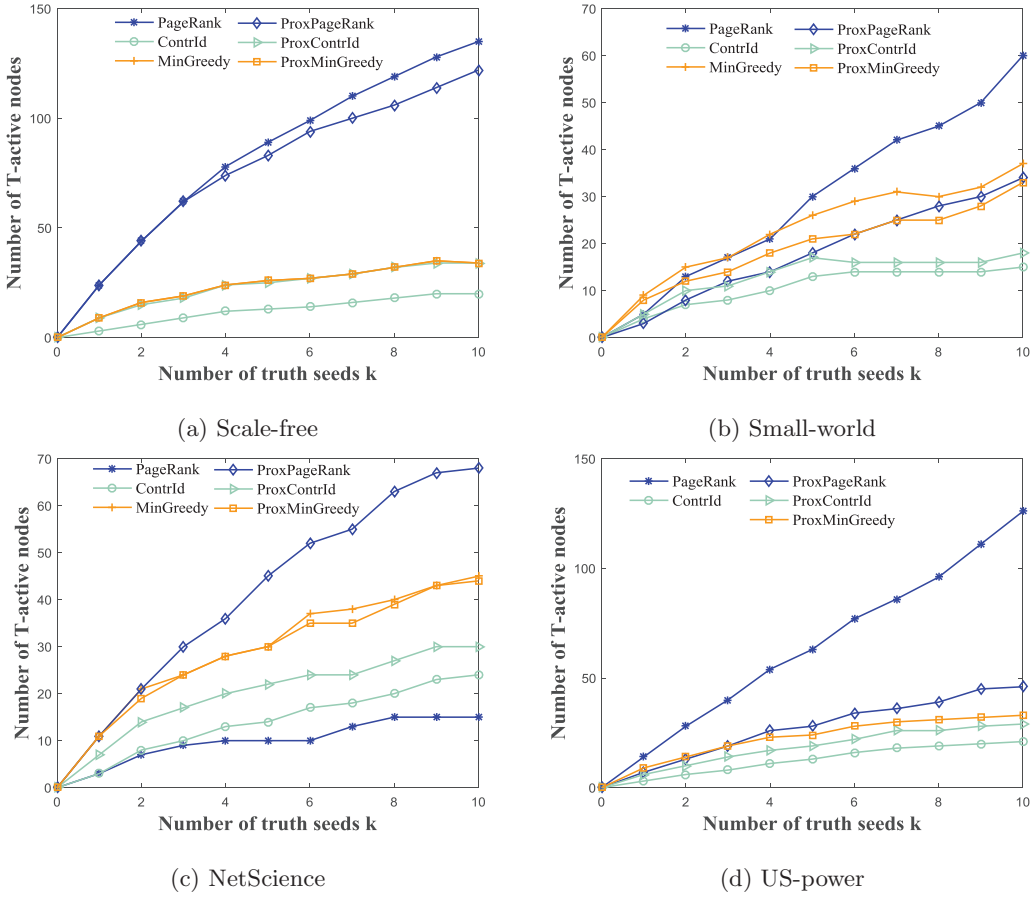 PageRank ProxPageRank
ContrId ProxContrId
MinGreedy ProxMinGreedy
150
100
50
0
0 2 4 6 8 10
Number of T-active nodes
Number of truth seeds k
(a) Scale-free
PageRank ProxPageRank
ContrId ProxContrId
MinGreedy ProxMinGreedy
70
60
50
40
30
20
10
0
0 2 4 6 8 10
Number of T-active nodes
Number of truth seeds k
(b) Small-world
PageRank ProxPageRank
ContrId ProxContrId
MinGreedy ProxMinGreedy
70
60
50
40
30
20
10
0
0 2 4 6 8 10
Number of T-active nodes
Number of truth seeds k
(c) NetScience
PageRank ProxPageRank
ContrId ProxContrId
ProxMinGreedy
150
100
50
0
0 2 4 6 8 10
Number of T-active nodes
Number of truth seeds k
(d) US-power